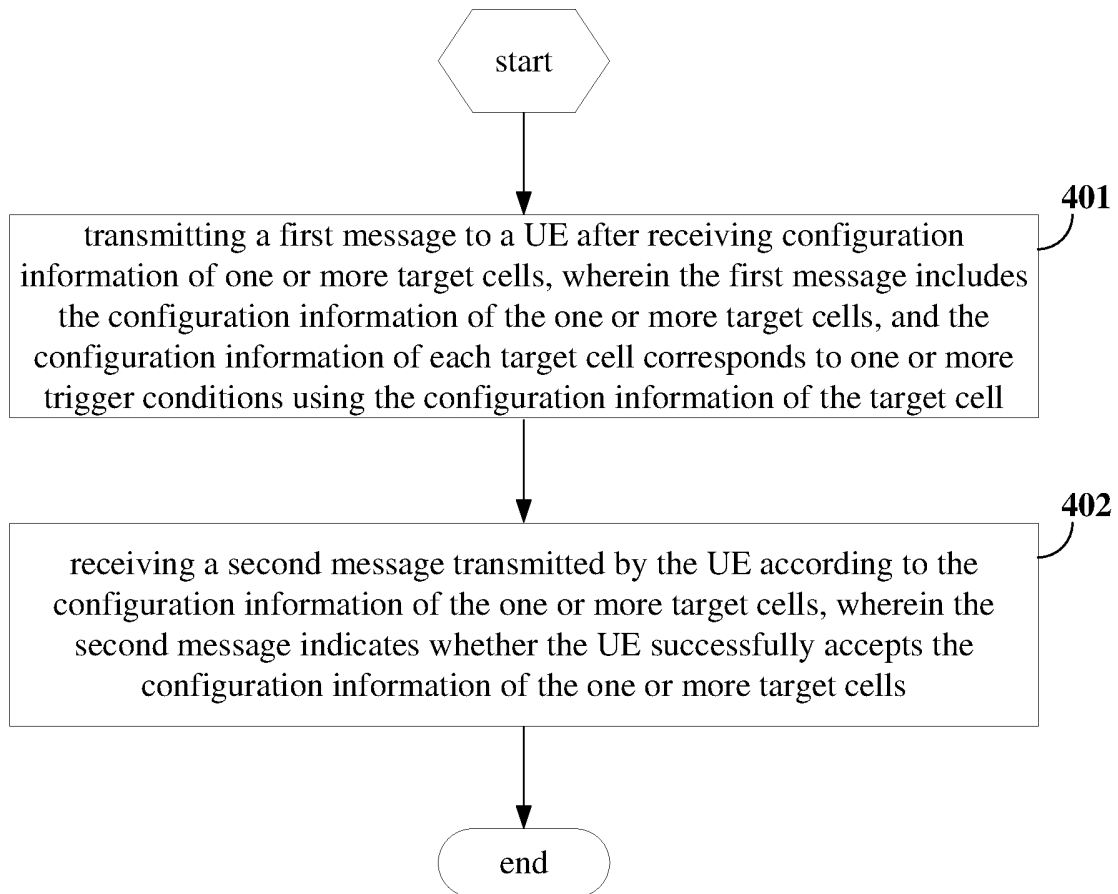 start
401
transmitting a first message to a UE after receiving configuration
information of one or more target cells, wherein the first message includes
the configuration information of the one or more target cells, and the
configuration information of each target cell corresponds to one or more
trigger conditions using the configuration information of the target cell
402
receiving a second message transmitted by the UE according to the
configuration information of the one or more target cells, wherein the
second message indicates whether the UE successfully accepts the
configuration information of the one or more target cells
end